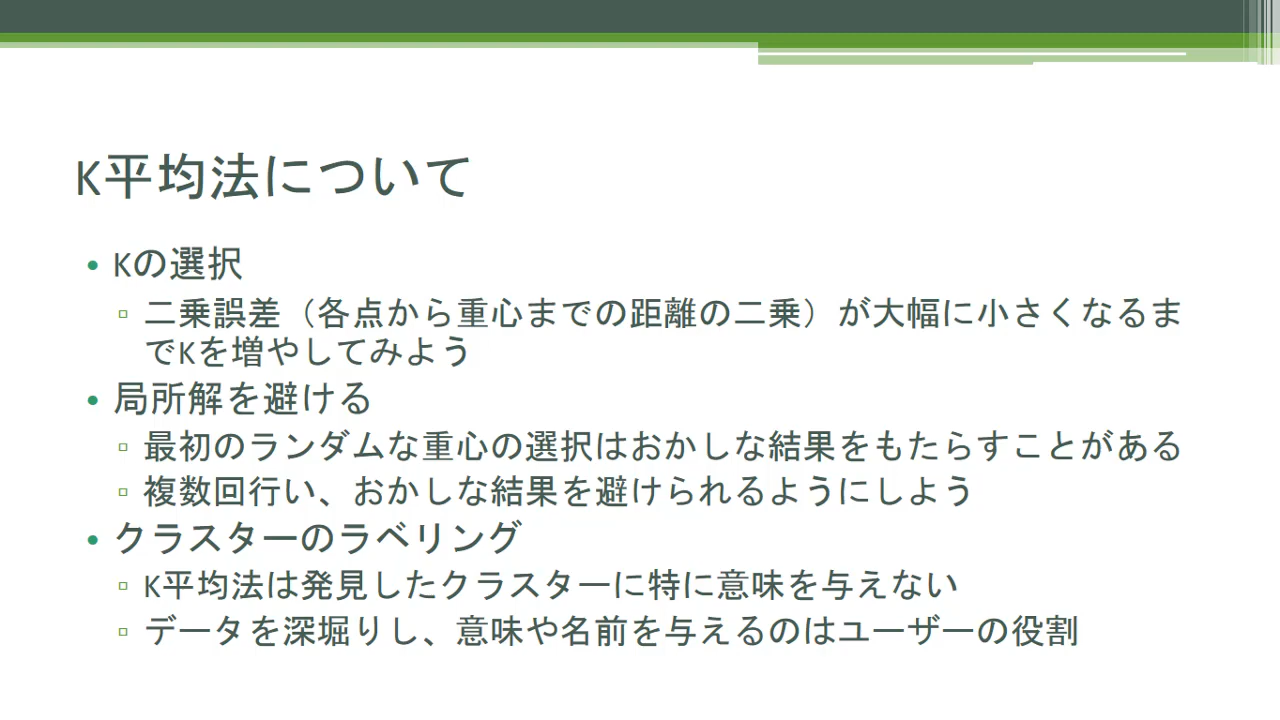 K平均法について
• Kの選択
▫ 二乗誤差（各点から重心までの距離の二乗）が大幅に小さくなるま
でKを増やしてみよう
• 局所解を避ける
▫ 最初のランダムな重心の選択はおかしな結果をもたらすことがある
▫ 複数回行い、おかしな結果を避けられるようにしよう
• クラスターのラベリング
▫ K平均法は発見したクラスターに特に意味を与えない
▫ データを深堀りし、意味や名前を与えるのはユーザーの役割